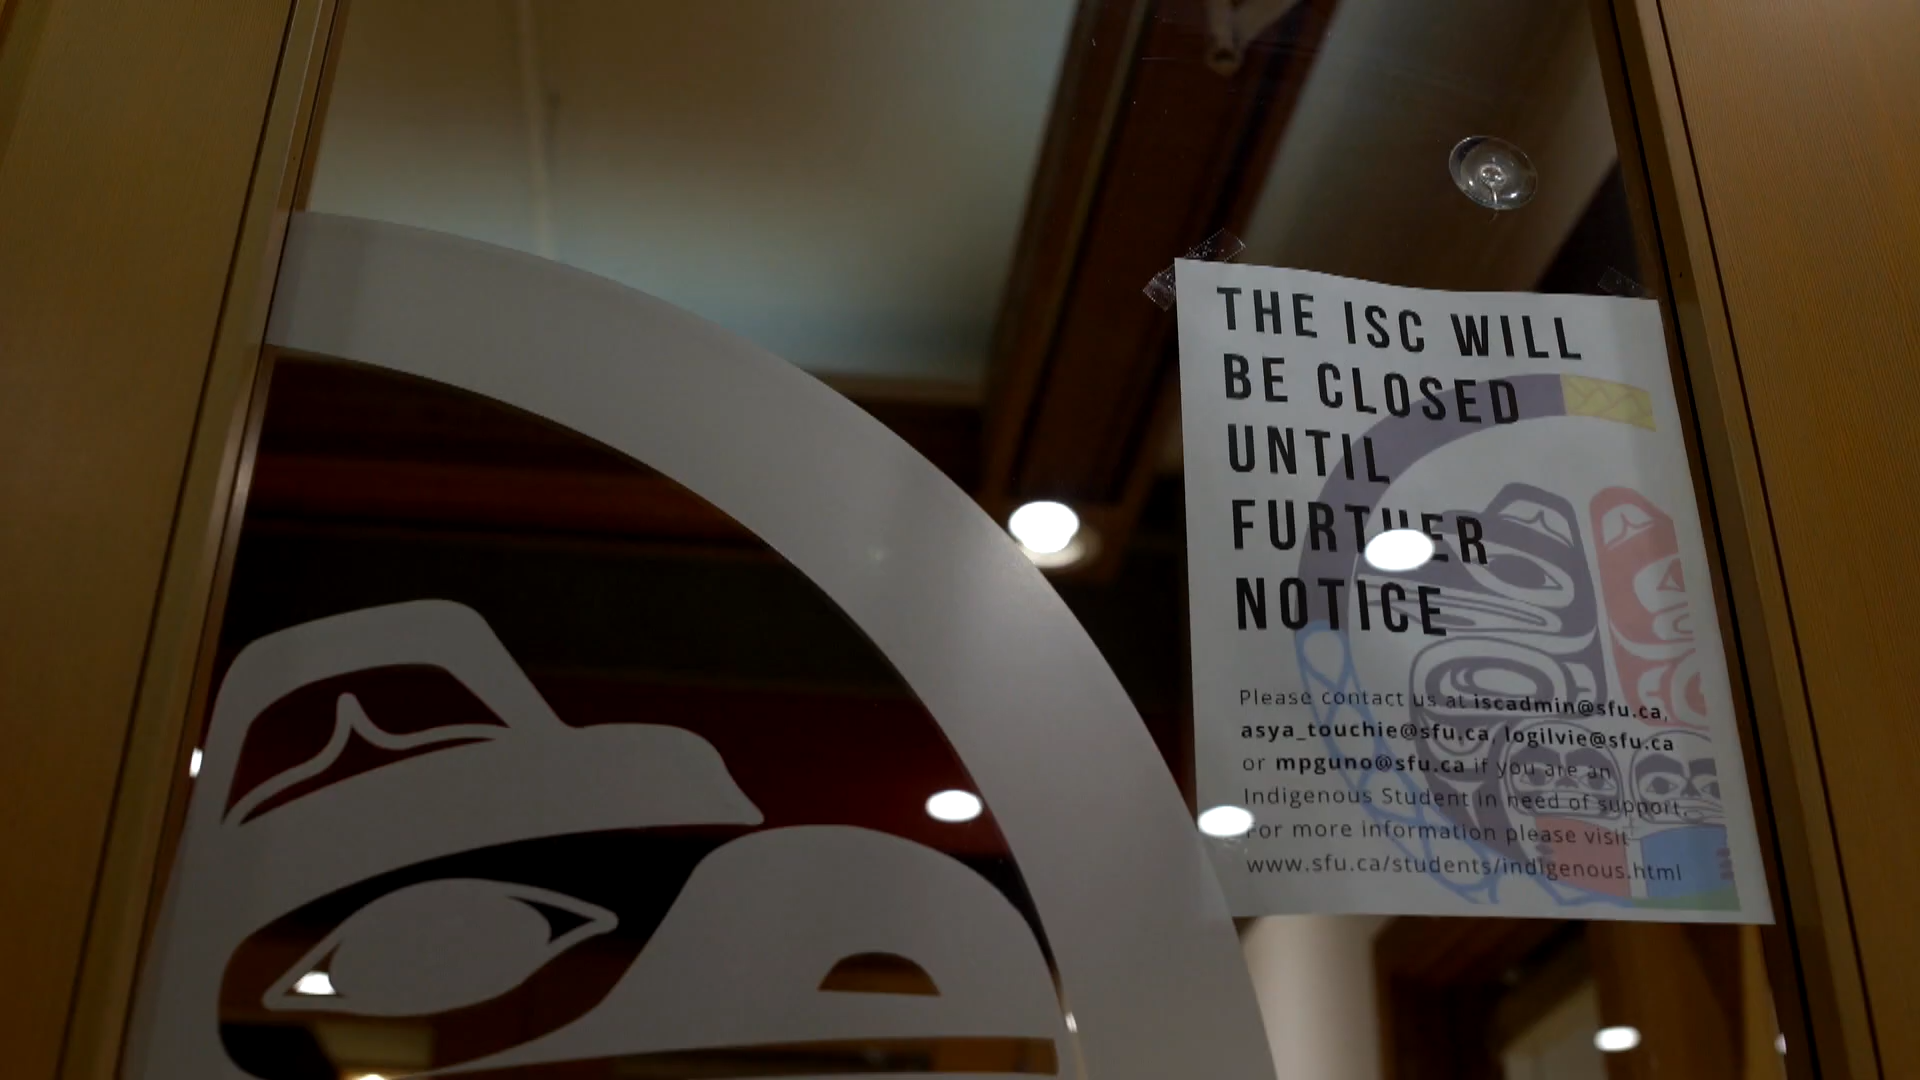 THE ISC WILL
BE CLOSED
UNTIL
FURTHER
NOTICE
Please contact us at iscadmin@sfu.ca,
asya_touchie@sfu.ca, logilvie@sfu.ca
or mpguno@sfu.ca if you are an
Indigenous Student in need of support.
For more information please visit
www.sfu.ca/students/indigenous.html